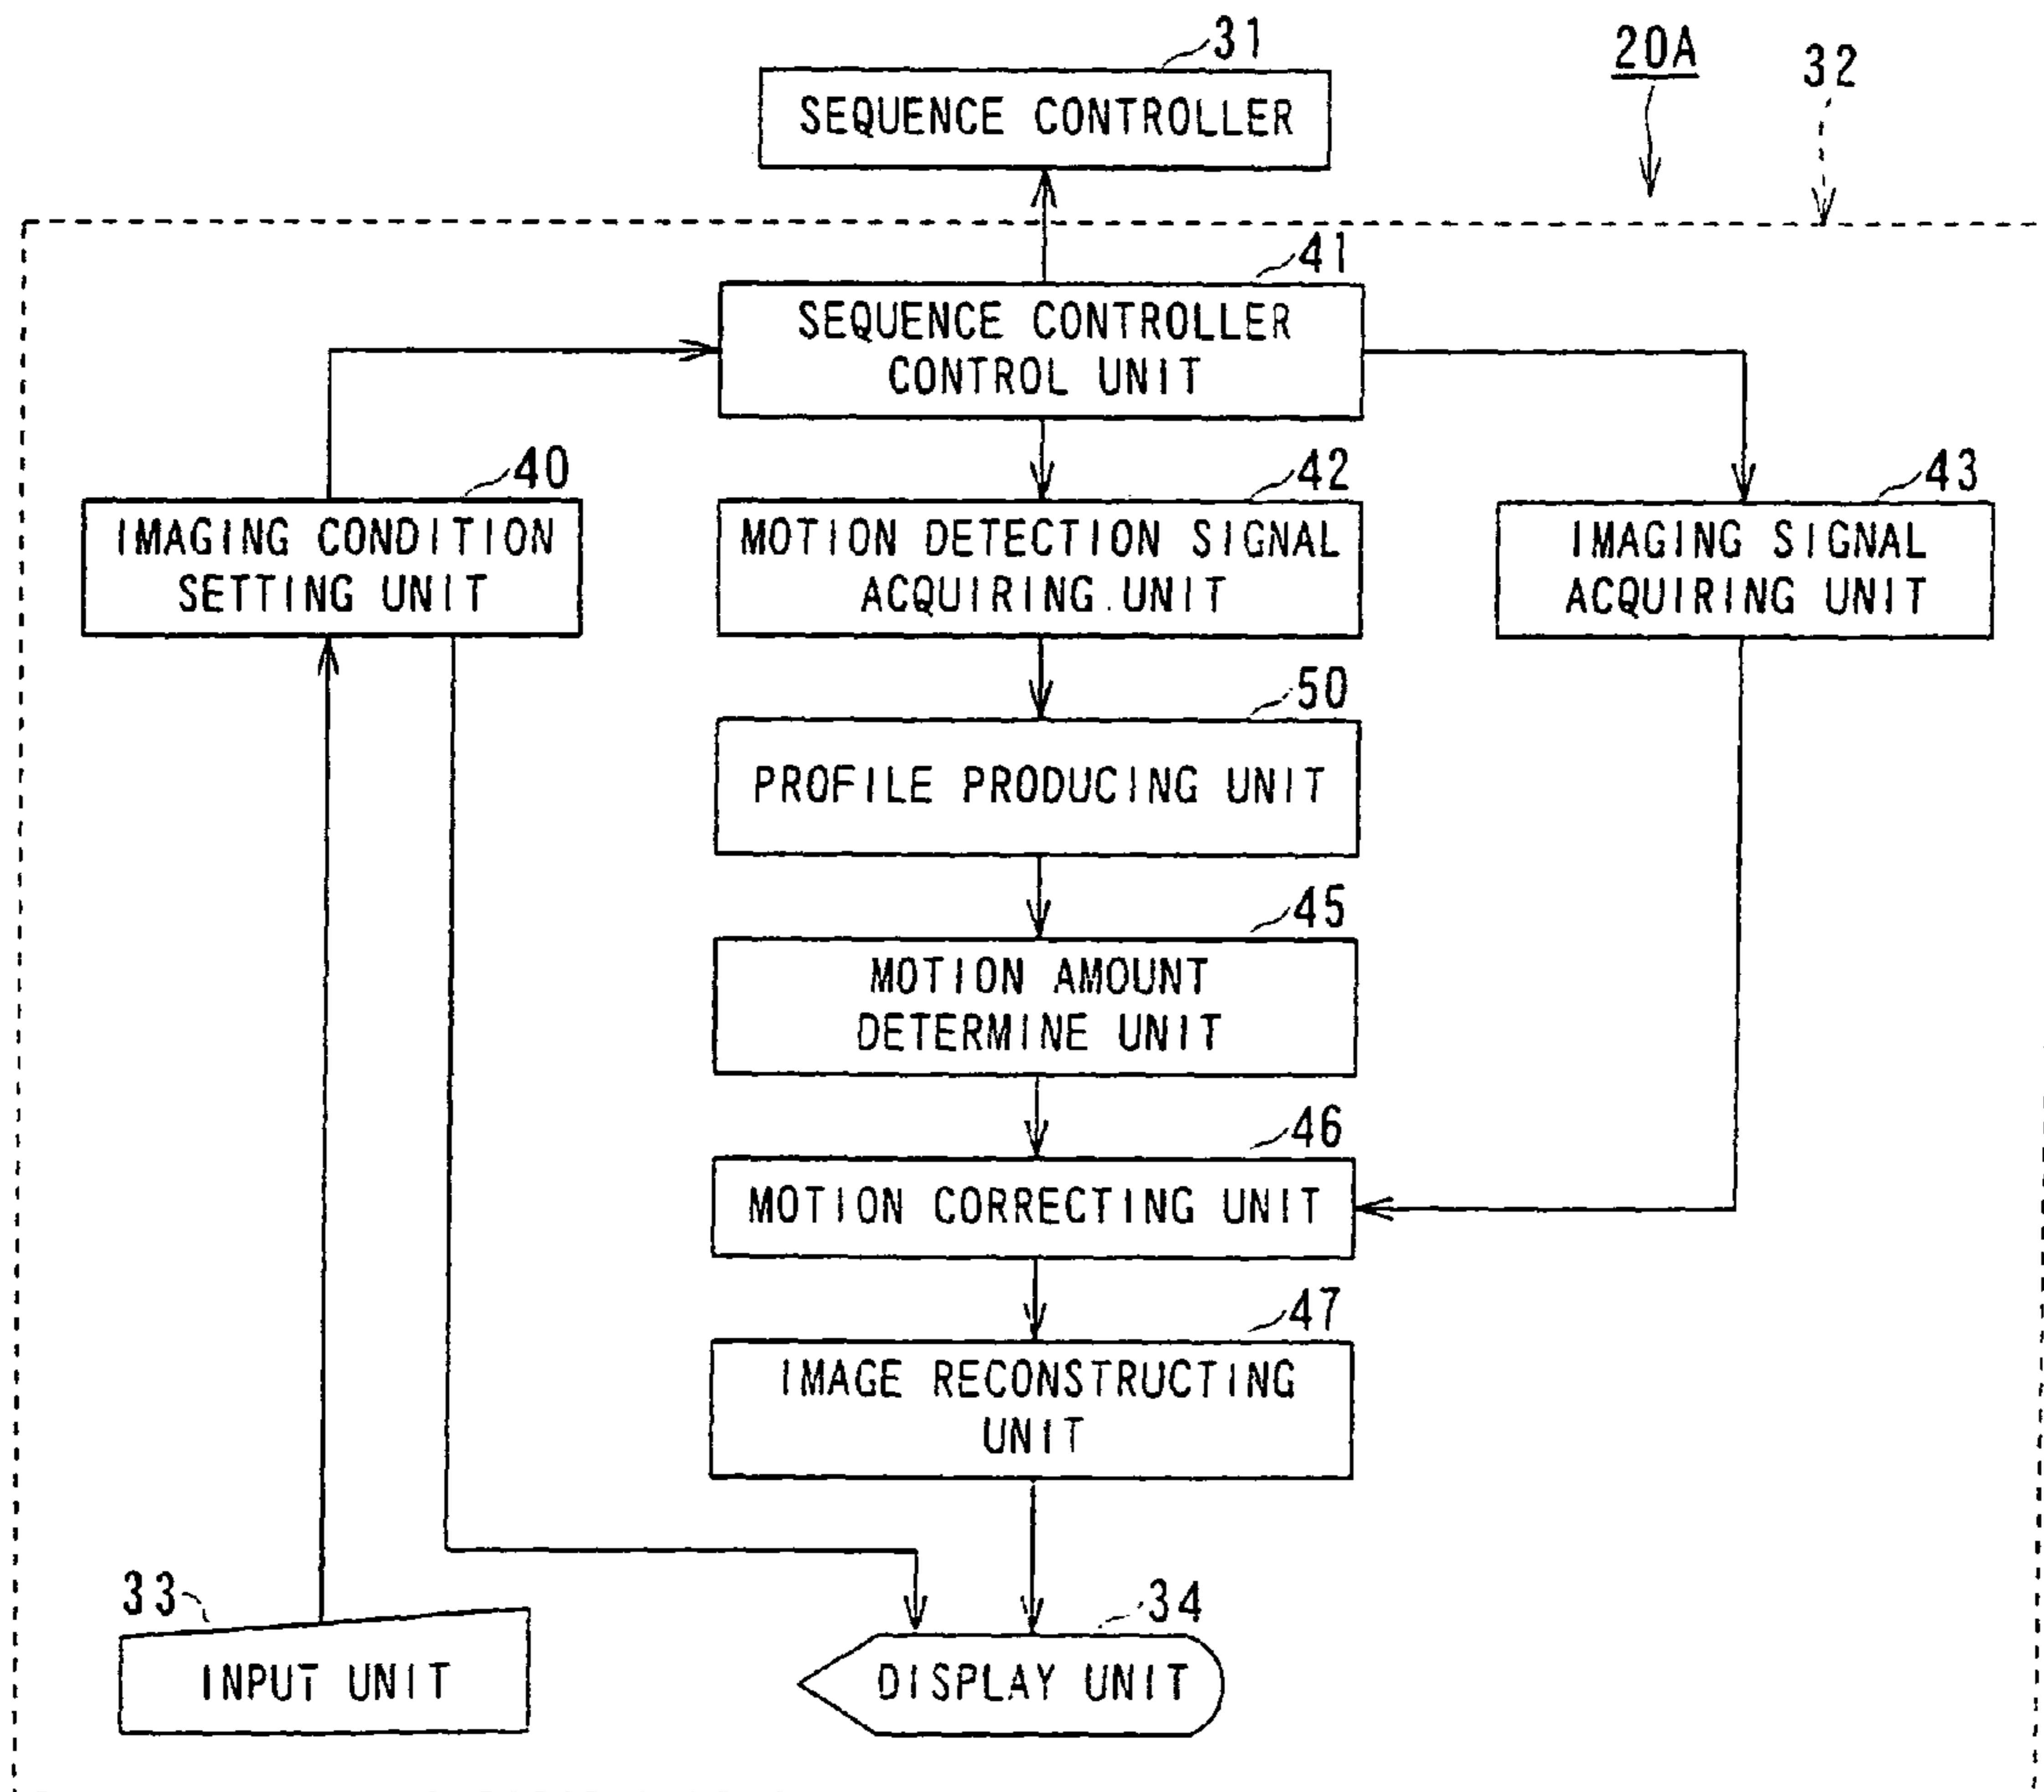 31
20A
32
SEQUENCE CONTROLLER
41
SEQUENCE CONTROLLER
CONTROL UNIT
40
42
43
IMAGING CONDITION
SETTING UNIT
MOTION DETECTION SIGNAL
ACQUIRING UNIT
IMAGING SIGNAL
ACQUIRING UNIT
50
PROFILE PRODUCING UNIT
45
MOTION AMOUNT
DETERMINE UNIT
46
MOTION CORRECTING UNIT
47
IMAGE RECONSTRUCTING
UNIT
33
34
INPUT UNIT
DISPLAY UNIT